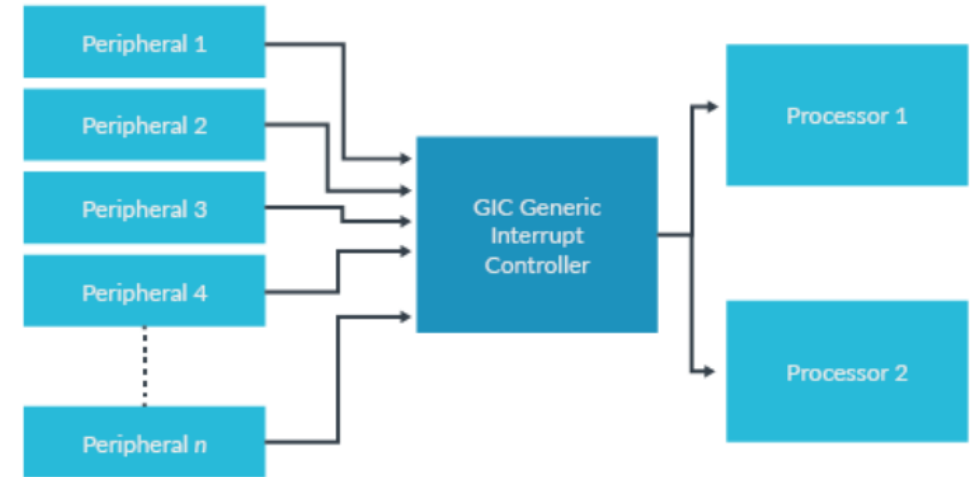 Peripheral 1
Peripheral 2
Peripheral 3
Peripheral 4
Peripheral n
GIC Generic
Interrupt
Controller
Processor 1
Processor 2